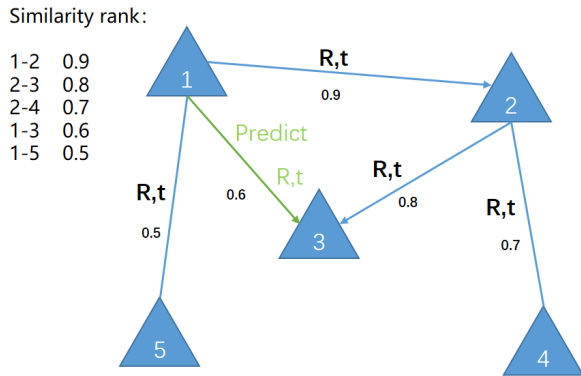 Similarity rank:
1-2 0.9
2-3 0.8
2-4 0.7
1-3 0.6
1-5 0.5
1
R,t
0.9
2
Predict
R,t
0.6
R,t
0.8
R,t
0.5
R,t
0.7
3
5
4